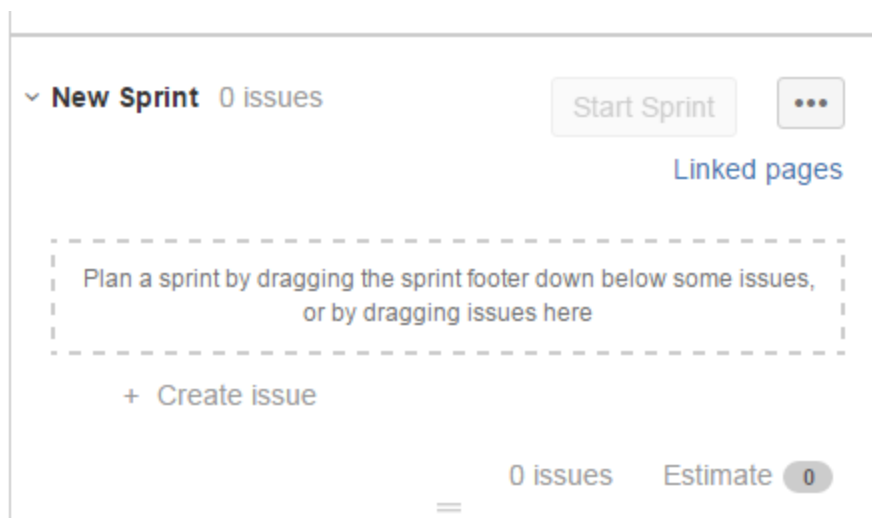 New Sprint 0 issues Start Sprint •••
Linked pages
Plan a sprint by dragging the sprint footer down below some issues,
or by dragging issues here
+ Create issue
0 issues Estimate 0